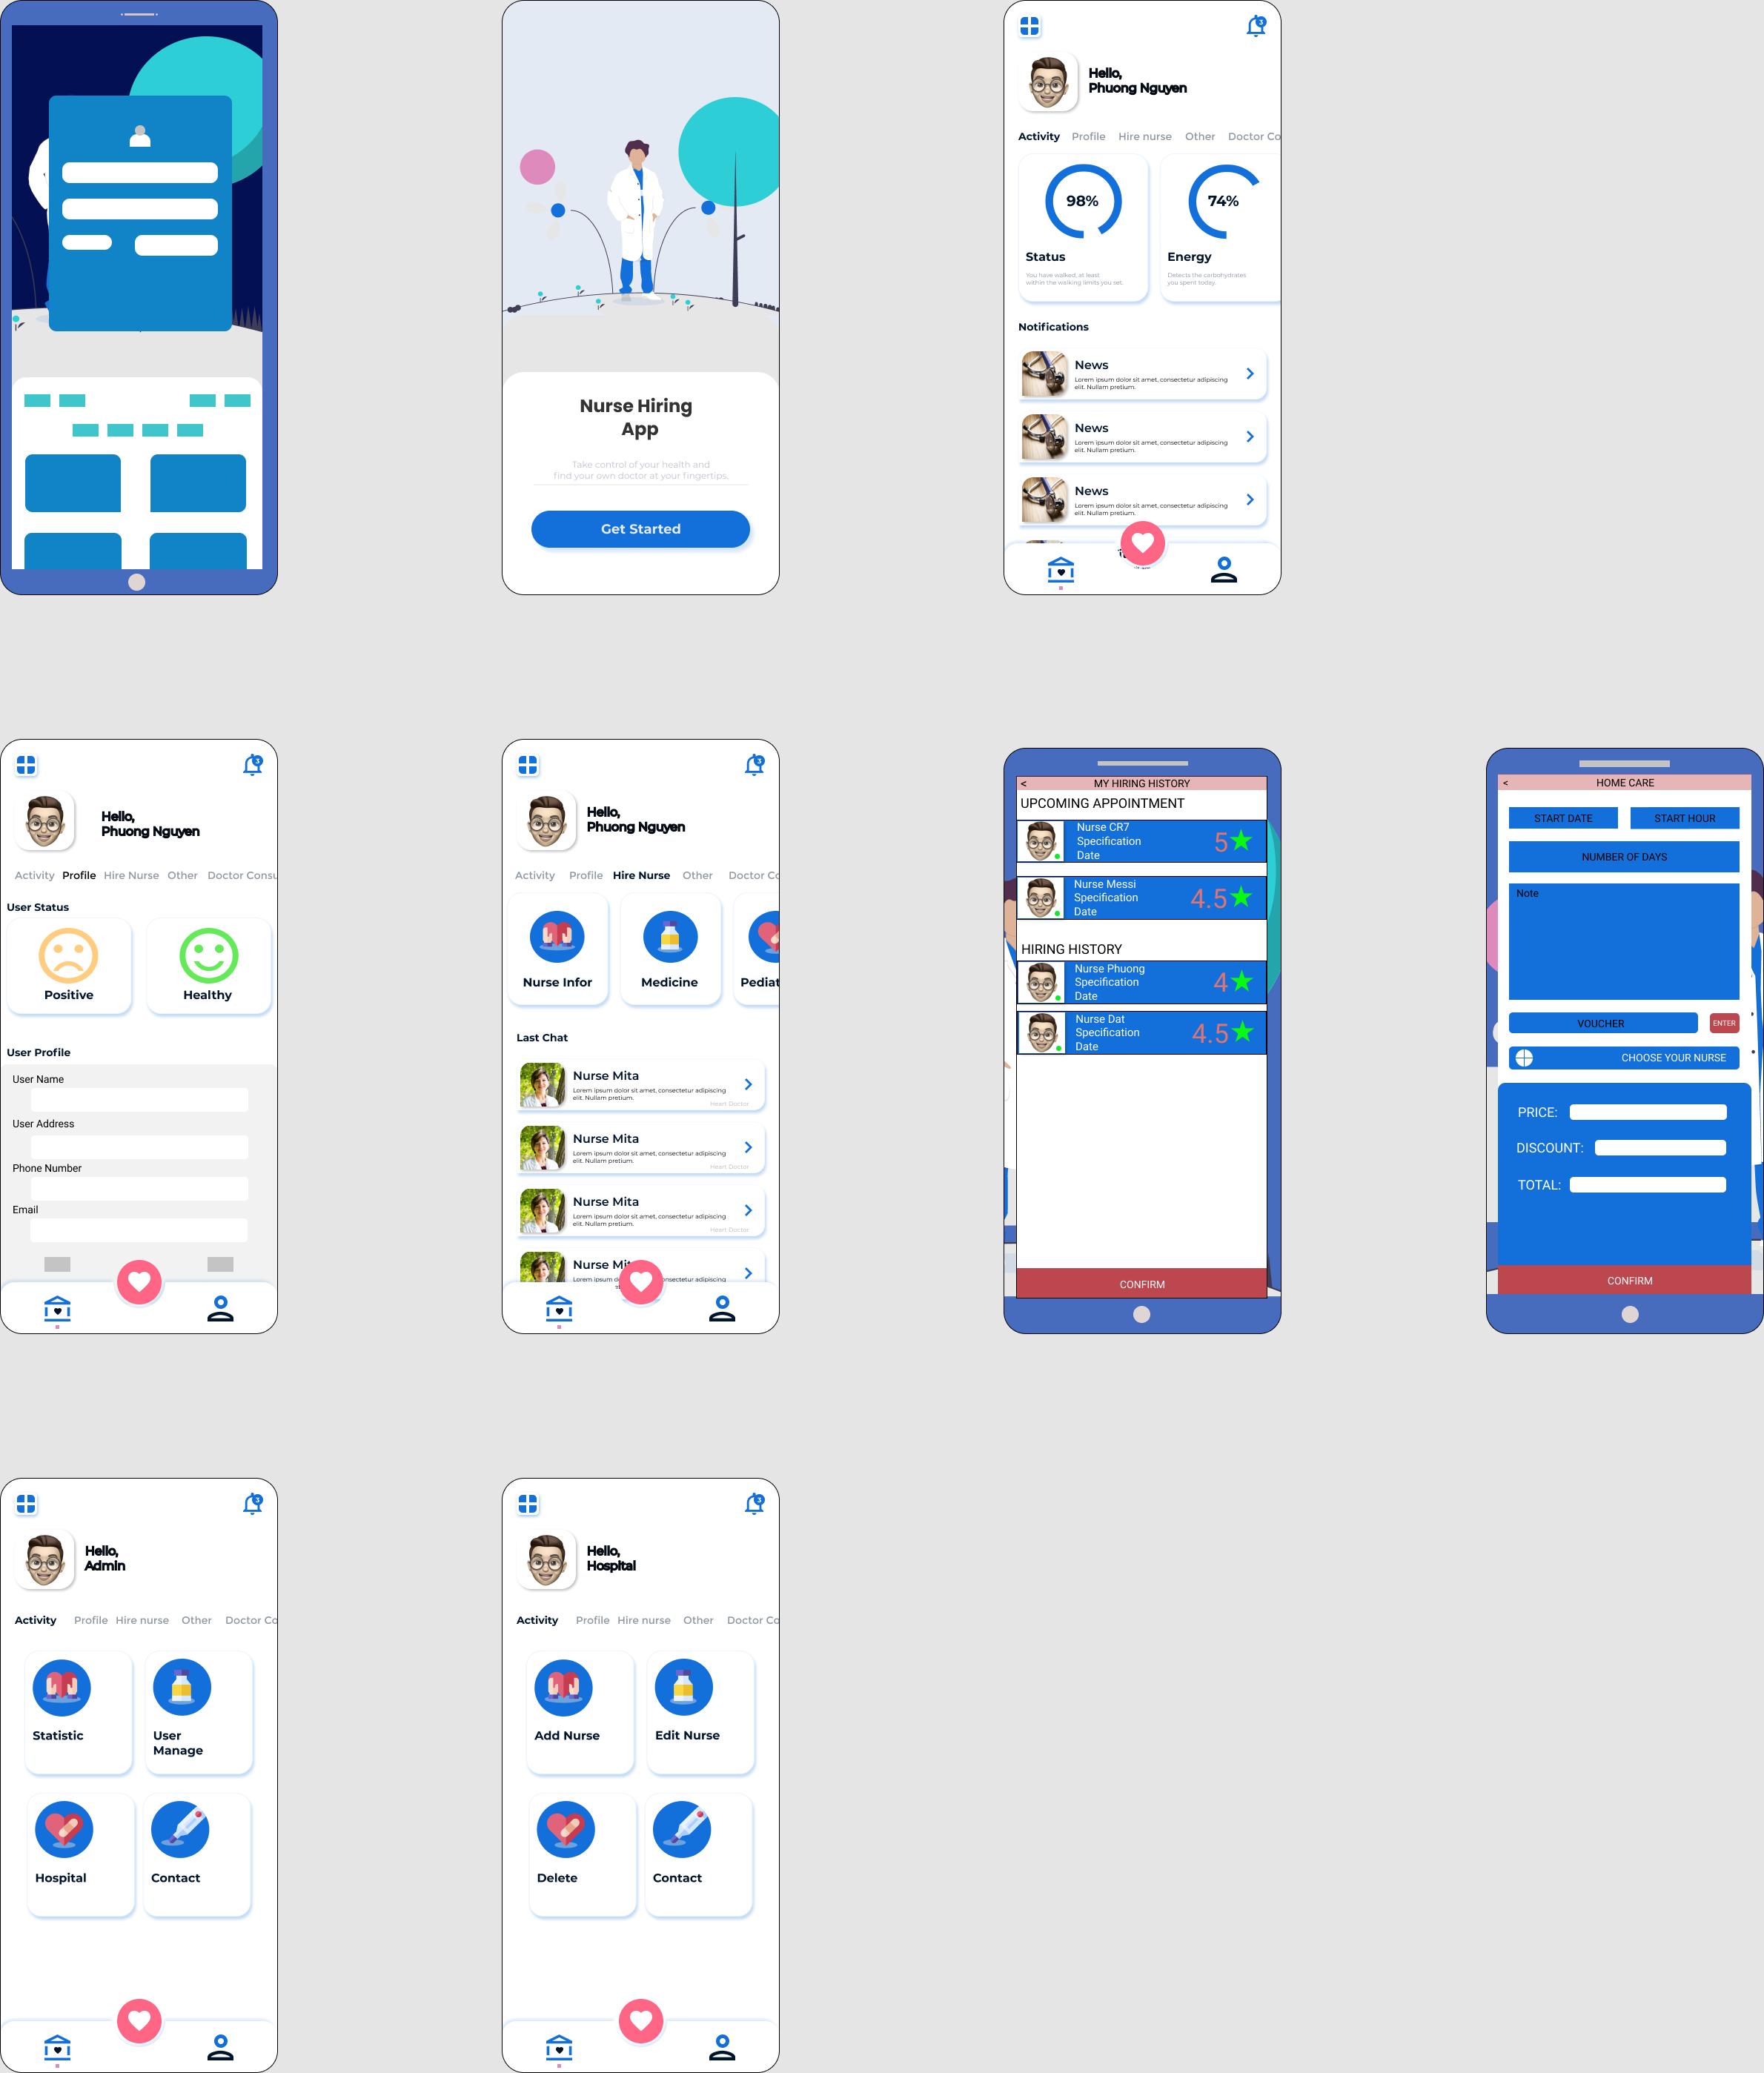 Nurse Hiring
App
Take control of your health and
find your own doctor at your fingertips.
Get Started
3
Hello,
Phuong Nguyen
Activity Profile Hire nurse Other Doctor Co
98%
Status
You have walked, at least
within the walking limits you set.
74%
Energy
Detects the carbohydrates
you spent today.
Notifications
News
Lorem ipsum dolor sit amet, consectetur adipiscing
elit. Nullam pretium.
News
Lorem ipsum dolor sit amet, consectetur adipiscing
elit. Nullam pretium.
News
Lorem ipsum dolor sit amet, consectetur adipiscing
elit. Nullam pretium.
3
Hello,
Phuong Nguyen
Activity Profile Hire Nurse Other Doctor Consu
User Status
Positive
Healthy
User Profile
User Name
User Address
Phone Number
Email
3
Hello,
Phuong Nguyen
Activity Profile Hire Nurse Other Doctor Co
Nurse Infor
Medicine
Pediat
Last Chat
Nurse Mita
Lorem ipsum dolor sit amet, consectetur adipiscing
elit. Nullam pretium.
Heart Doctor
Nurse Mita
Lorem ipsum dolor sit amet, consectetur adipiscing
elit. Nullam pretium.
Heart Doctor
Nurse Mita
Lorem ipsum dolor sit amet, consectetur adipiscing
elit. Nullam pretium.
Heart Doctor
Nurse Mit
Lorem ipsum do consectetur adipiscing
< MY HIRING HISTORY
UPCOMING APPOINTMENT
Nurse CR7
Specification
Date
5
Nurse Messi
Specification
Date
4.5
HIRING HISTORY
Nurse Phuong
Specification
Date
4
Nurse Dat
Specification
Date
4.5
CONFIRM
< HOME CARE
START DATE
START HOUR
NUMBER OF DAYS
Note
VOUCHER
ENTER
CHOOSE YOUR NURSE
PRICE:
DISCOUNT:
TOTAL:
CONFIRM
3
Hello,
Admin
Activity Profile Hire nurse Other Doctor Co
Statistic
User
Manage
Hospital
Contact
3
Hello,
Hospital
Activity Profile Hire nurse Other Doctor Co
Add Nurse
Edit Nurse
Delete
Contact